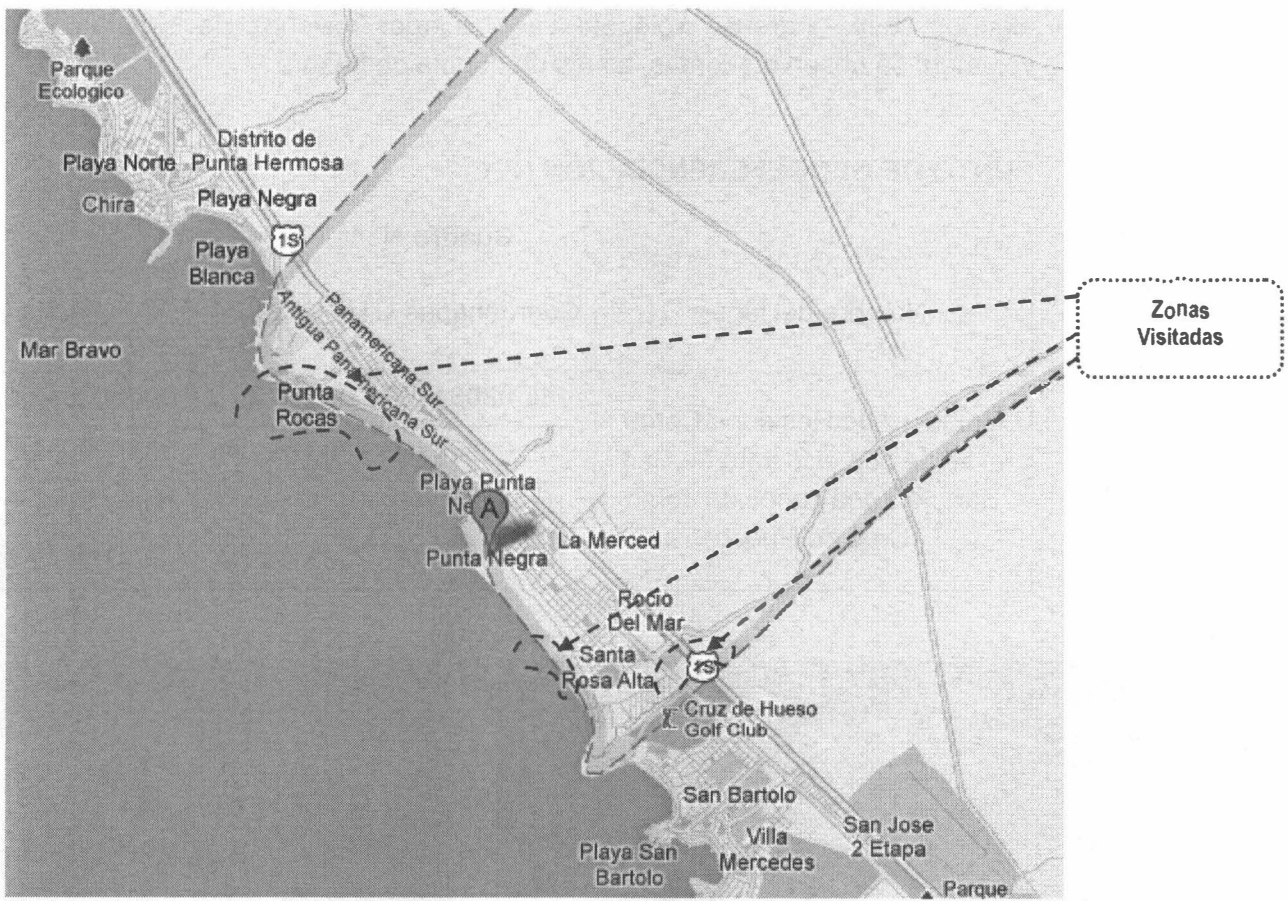 Parque
Ecologico
Distrito de
Punta Hermosa
Playa Norte
Chira
Playa Negra
1S
Playa
Blanca
Zonas
Visitadas
Panamericana Sur
Antigua Panamericana Sur
Mar Bravo
Punta
Rocas
Playa Punta
Ne
A
La Merced
Punta Negra
Rocio
Del Mar
Santa
Rosa Alta
1S
Cruz de Hueso
Golf Club
San Bartolo
San Jose
2 Etapa
Villa
Mercedes
Playa San
Bartolo
Parque